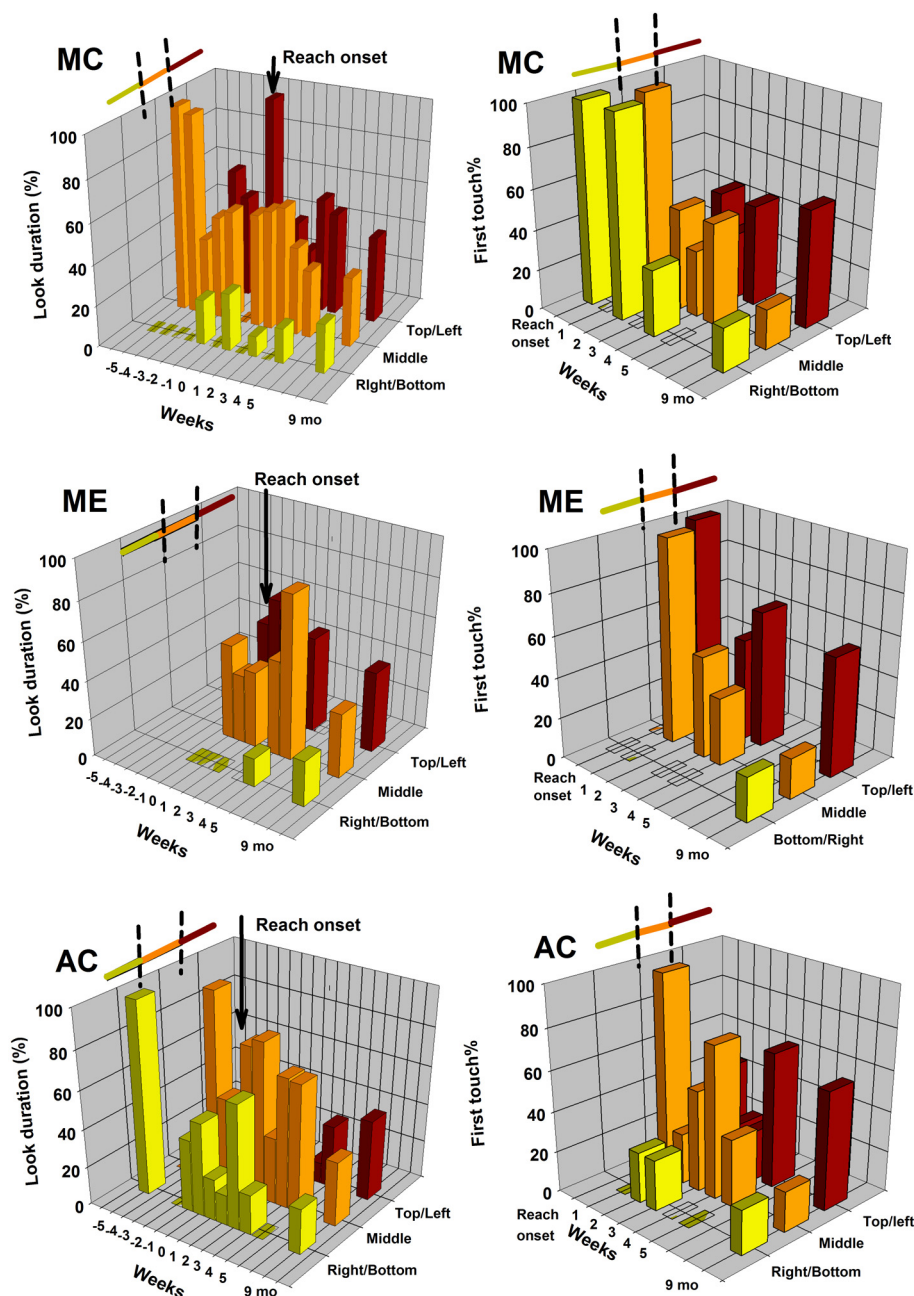 MC
Reach onset
Look duration (%)
100
80
60
40
20
0
-5
-4
-3
-2
-1
0
1
2
3
4
5
9 mo
Weeks
Top/Left
Middle
RIght/Bottom
MC
First touch%
100
80
60
40
20
0
Reach
onset
1
2
3
4
5
9 mo
Weeks
Top/Left
Middle
Right/Bottom
ME
Reach onset
Look duration (%)
100
80
60
40
20
0
-5
-4
-3
-2
-1
0
1
2
3
4
5
9 mo
Weeks
Top/Left
Middle
Right/Bottom
ME
First touch%
100
80
60
40
20
0
Reach
onset
1
2
3
4
5
9 mo
Weeks
Top/left
Middle
Bottom/Right
AC
Reach onset
Look duration (%)
100
80
60
40
20
0
-5
-4
-3
-2
-1
0
1
2
3
4
5
9 mo
Weeks
Top/Left
Middle
Right/Bottom
AC
First touch%
100
80
60
40
20
0
Reach
onset
1
2
3
4
5
9 mo
Weeks
Top/left
Middle
Right/Bottom